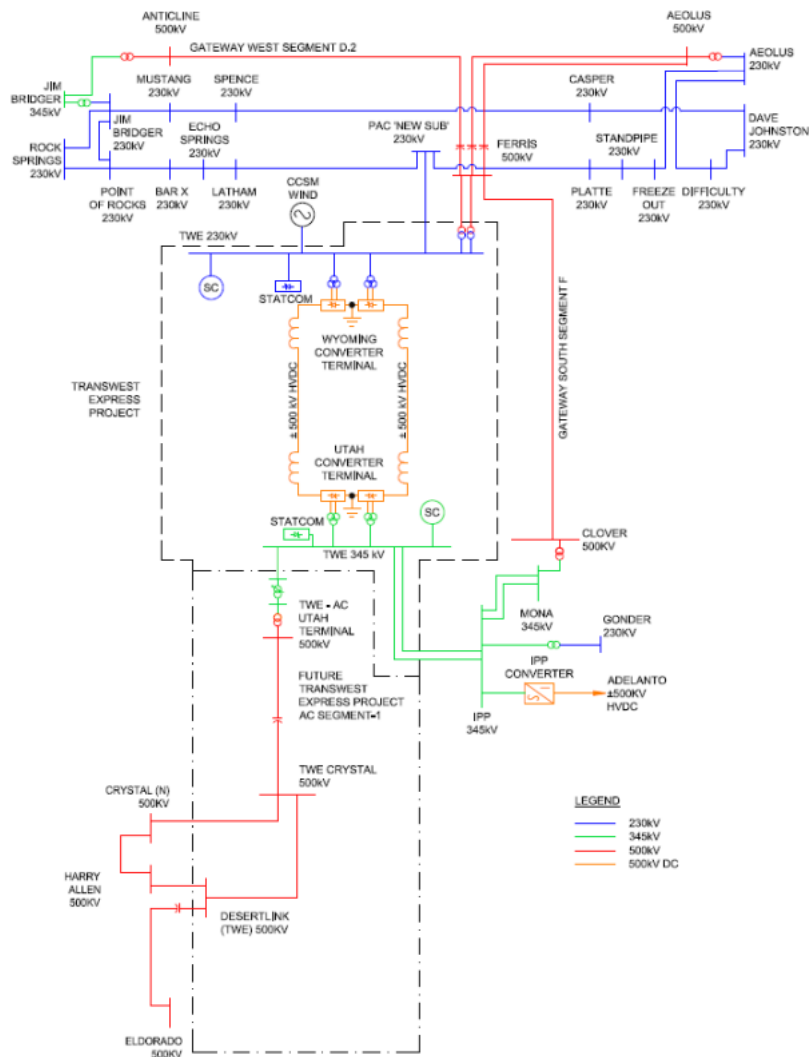 ANTICLINE
500kV
GATEWAY WEST SEGMENT D.2
AEOLUS
500kV
AEOLUS
230kV
JIM
BRIDGER
345kV
MUSTANG
230kV
SPENCE
230kV
CASPER
230kV
JIM
BRIDGER
230kV
ECHO
SPRINGS
230kV
PAC 'NEW SUB'
230kV
FERRIS
500kV
STANDPIPE
230kV
DAVE
JOHNSTON
230kV
ROCK
SPRINGS
230kV
POINT
OF ROCKS
230kV
BAR X
230kV
LATHAM
230kV
PLATTE
230kV
FREEZE
OUT
230kV
DIFFICULTY
230kV
CCSM
WIND
TWE 230kV
SC
STATCOM
WYOMING
CONVERTER
TERMINAL
± 500 kV HVDC
± 500 kV HVDC
TRANSWEST
EXPRESS
PROJECT
GATEWAY SOUTH SEGMENT F
UTAH
CONVERTER
TERMINAL
STATCOM
SC
TWE 345 kV
CLOVER
500KV
TWE - AC
UTAH
TERMINAL
500kV
MONA
345kV
GONDER
230KV
IPP
CONVERTER
ADELANTO
±500KV
HVDC
IPP
345kV
FUTURE
TRANSWEST
EXPRESS PROJECT
AC SEGMENT-1
TWE CRYSTAL
500kV
CRYSTAL (N)
500KV
HARRY
ALLEN
500KV
DESERTLINK
(TWE) 500KV
ELDORADO
500KV
LEGEND
230kV
345kV
500kV
500kV DC